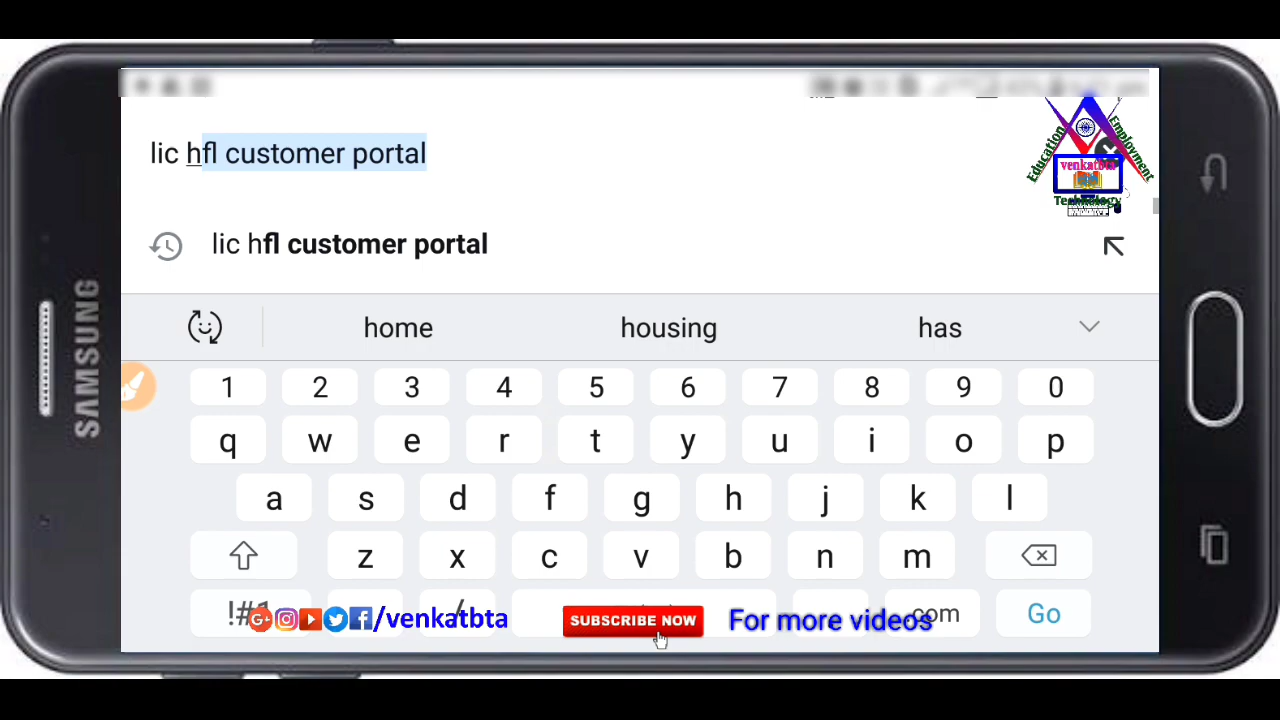 lic hfl customer portal
Education
Employment
venkatbta
Technology
lic hfl customer portal
home housing has
1 2 3 4 5 6 7 8 9 0
q w e r t y u i o p
a s d f g h j k l
z x c v b n m
!#1 / .com Go
/venkatbta SUBSCRIBE NOW For more videos
SAMSUNG